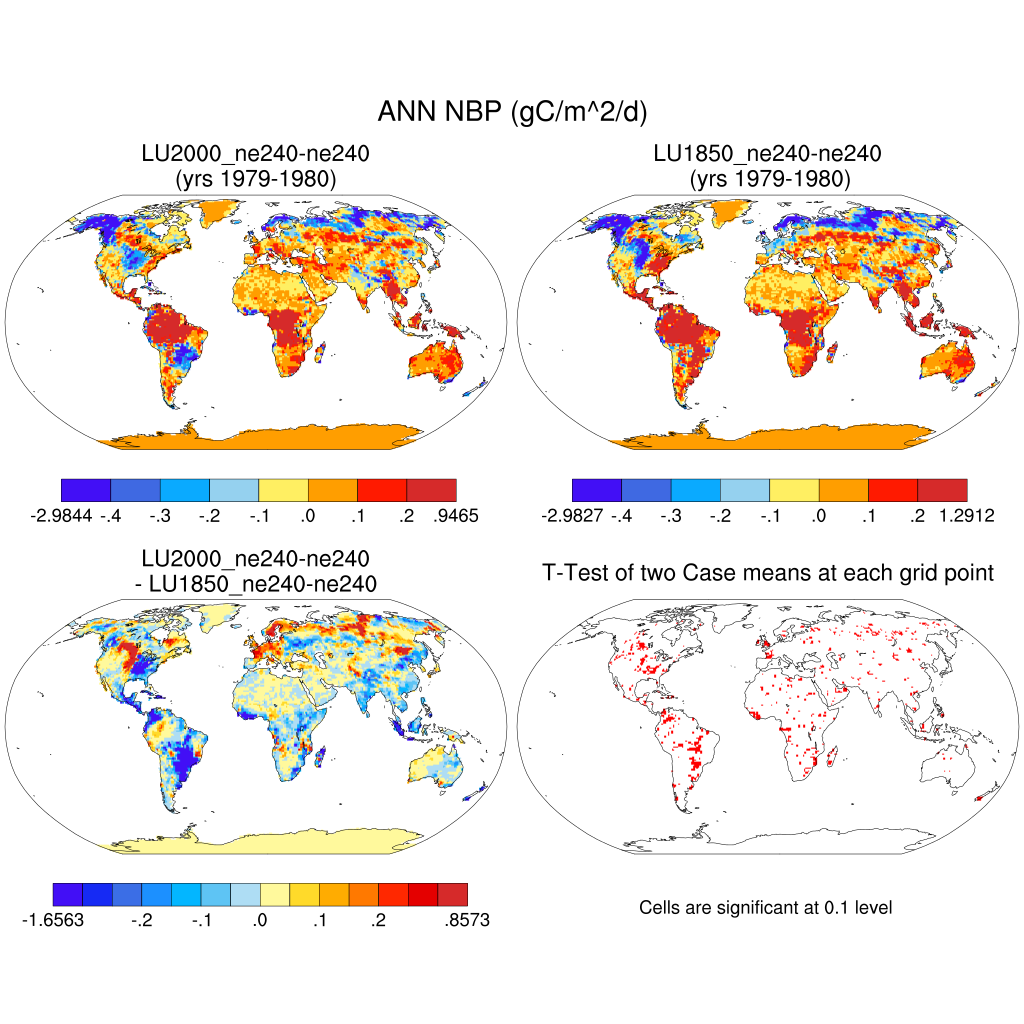 ANN NBP (gC/m^2/d)
LU2000_ne240-ne240
(yrs 1979-1980)
LU1850_ne240-ne240
(yrs 1979-1980)
-2.9844 -.4 -.3 -.2 -.1 .0 .1 .2 .9465
-2.9827 -.4 -.3 -.2 -.1 .0 .1 .2 1.2912
LU2000_ne240-ne240
- LU1850_ne240-ne240
T-Test of two Case means at each grid point
-1.6563 -.2 -.1 .0 .1 .2 .8573
Cells are significant at 0.1 level